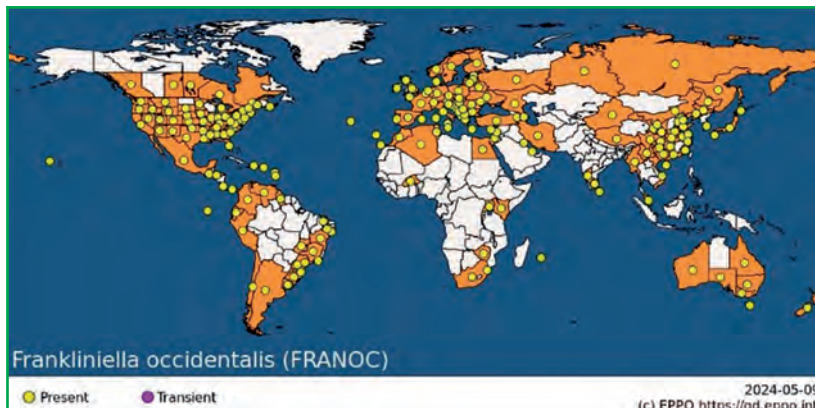 Frankliniella occidentalis (FRANOC)
Present
Transient
2024-05-09
(c) EPPO https://gd.eppo.int